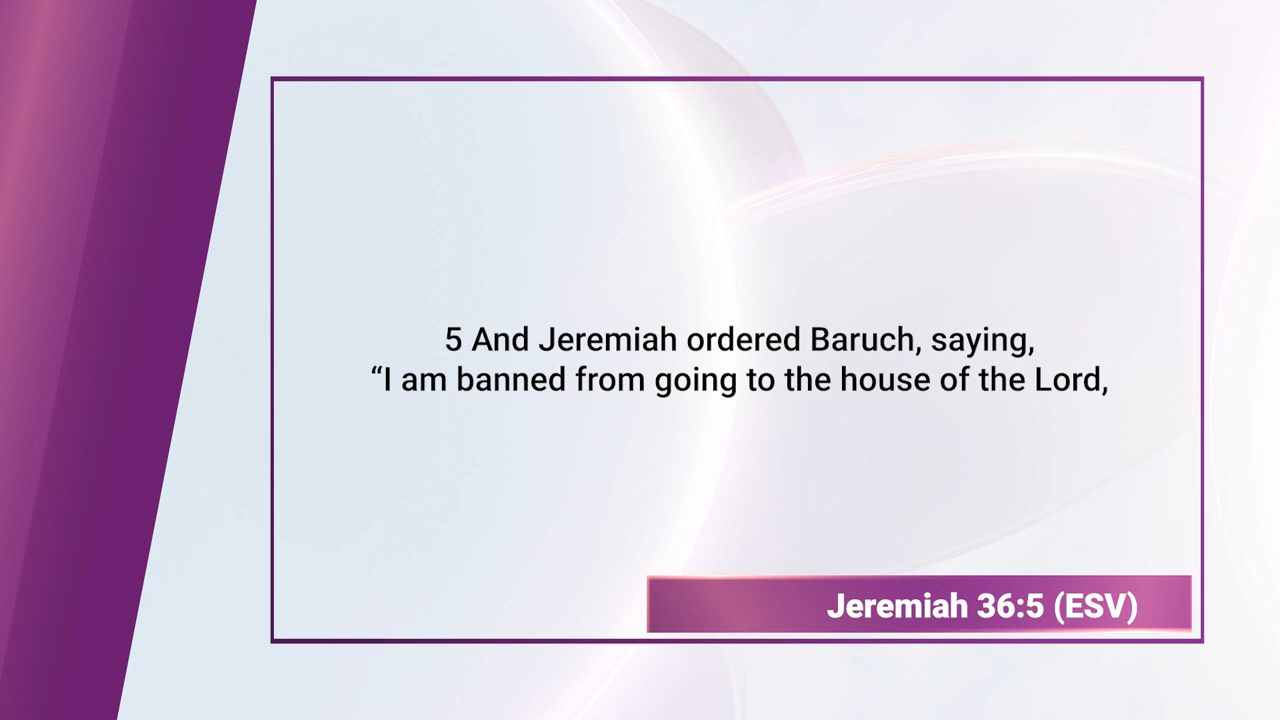 5 And Jeremiah ordered Baruch, saying,
“I am banned from going to the house of the Lord,
Jeremiah 36:5 (ESV)